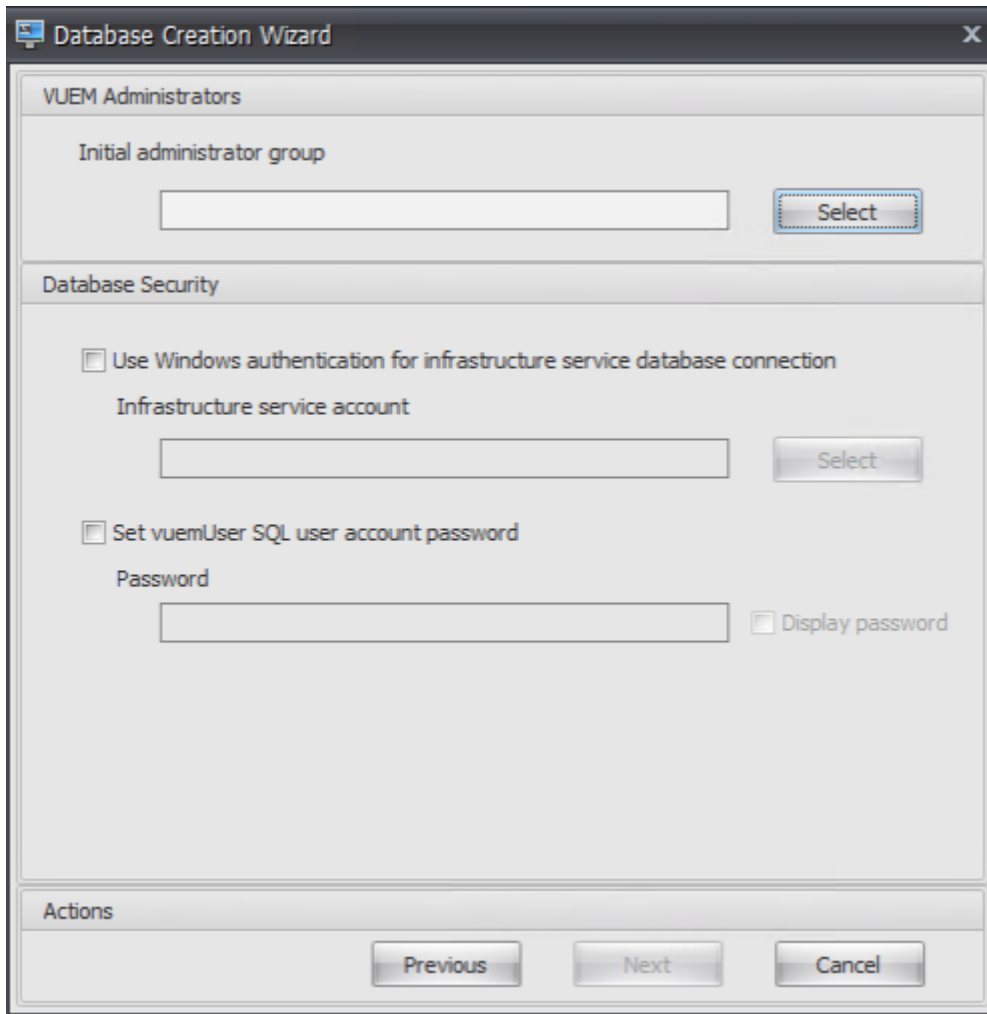 Database Creation Wizard
x
VUEM Administrators
Initial administrator group
Select
Database Security
Use Windows authentication for infrastructure service database connection
Infrastructure service account
Select
Set vuemUser SQL user account password
Password
Display password
Actions
Previous Next Cancel